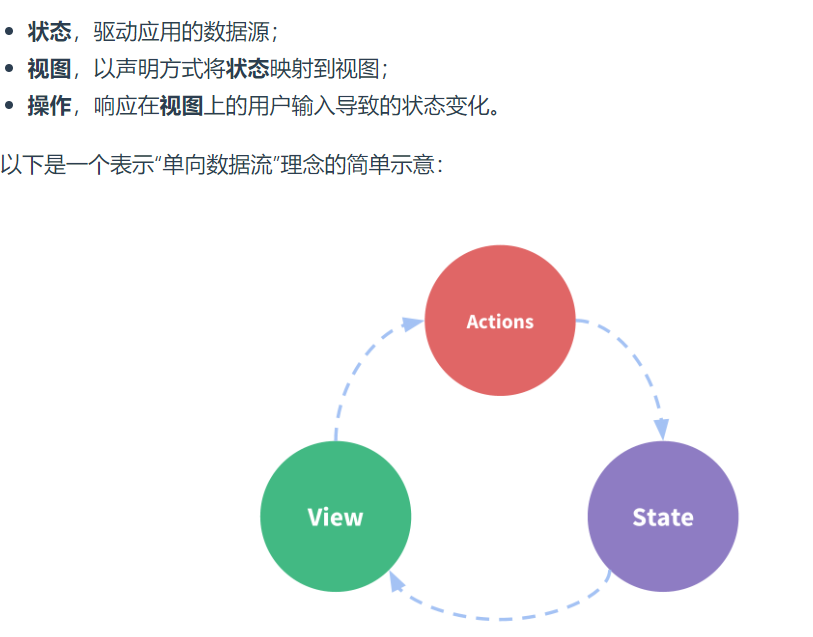 状态，驱动应用的数据源；
视图，以声明方式将状态映射到视图；
操作，响应在视图上的用户输入导致的状态变化。
以下是一个表示“单向数据流”理念的简单示意：
Actions
View
State